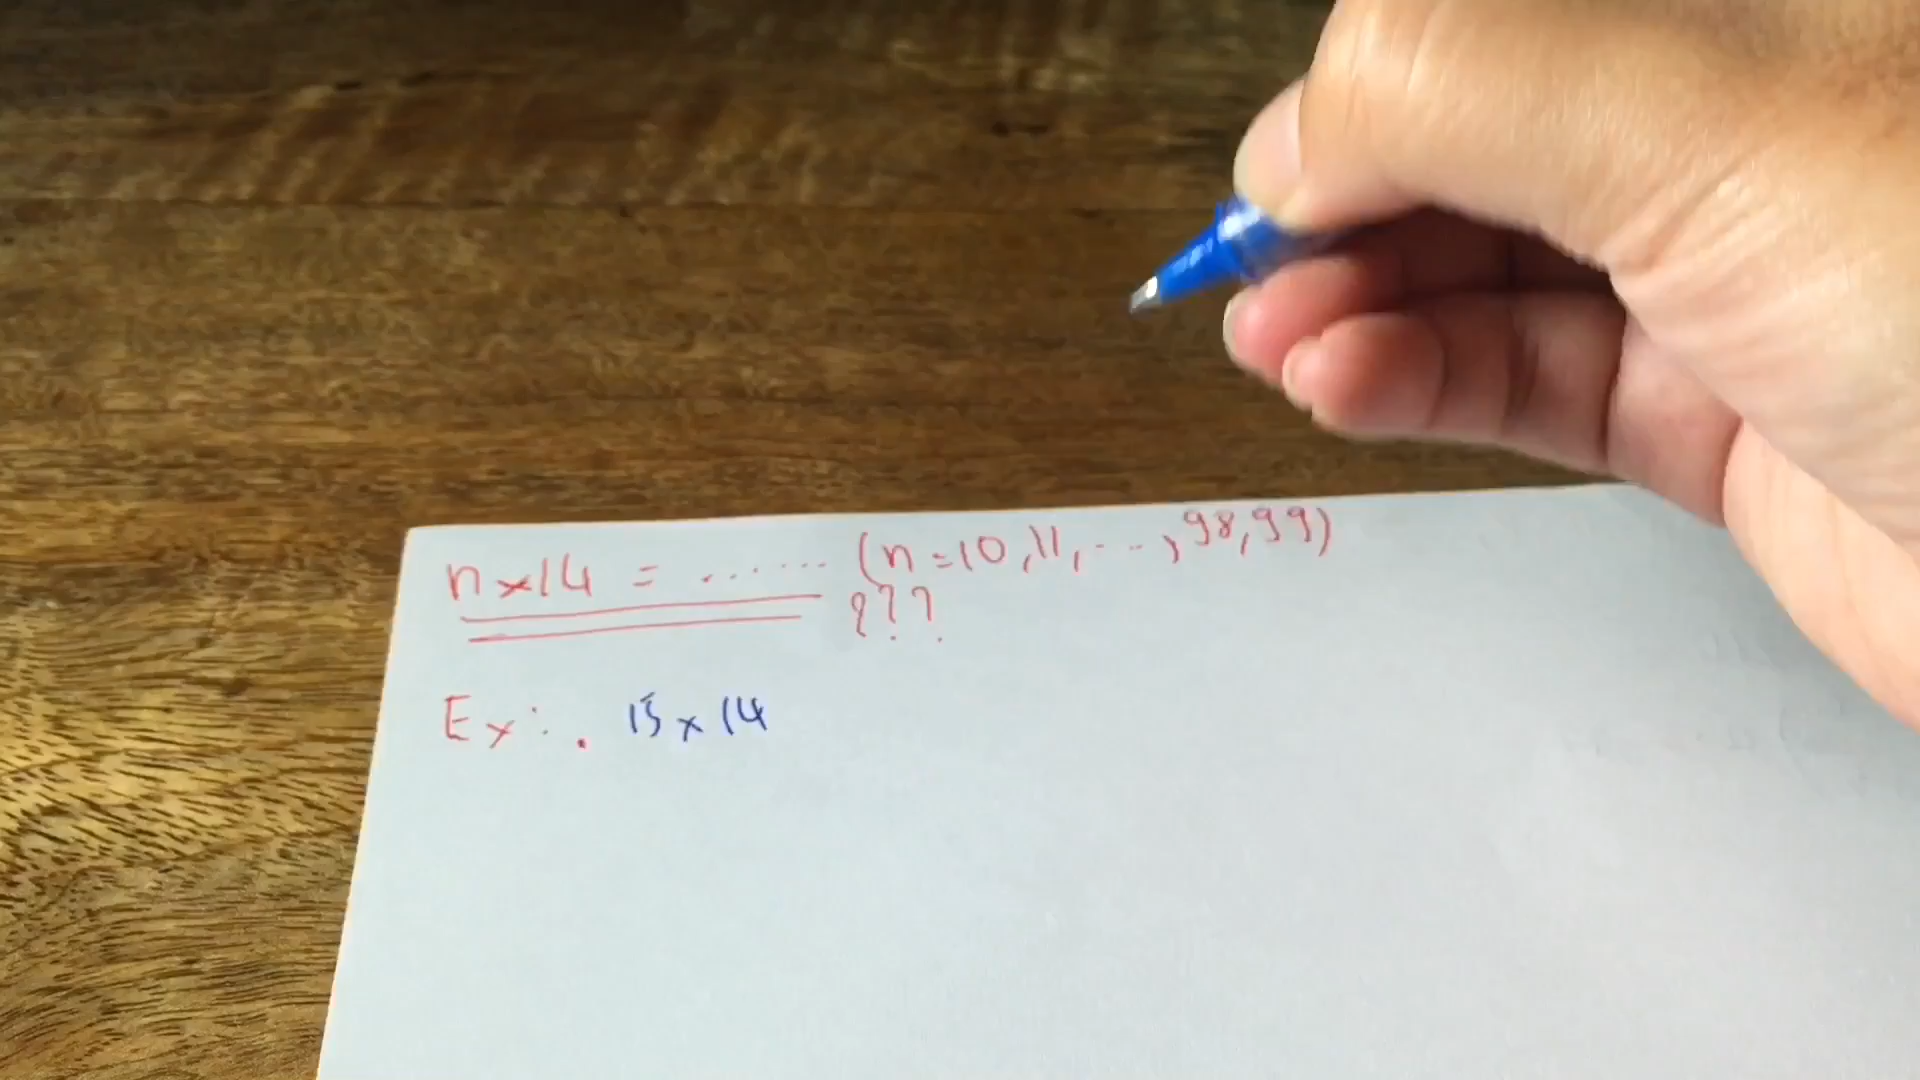 n×14 = ...... (n=10,11,...,98,99)
???
Ex: . 15×14